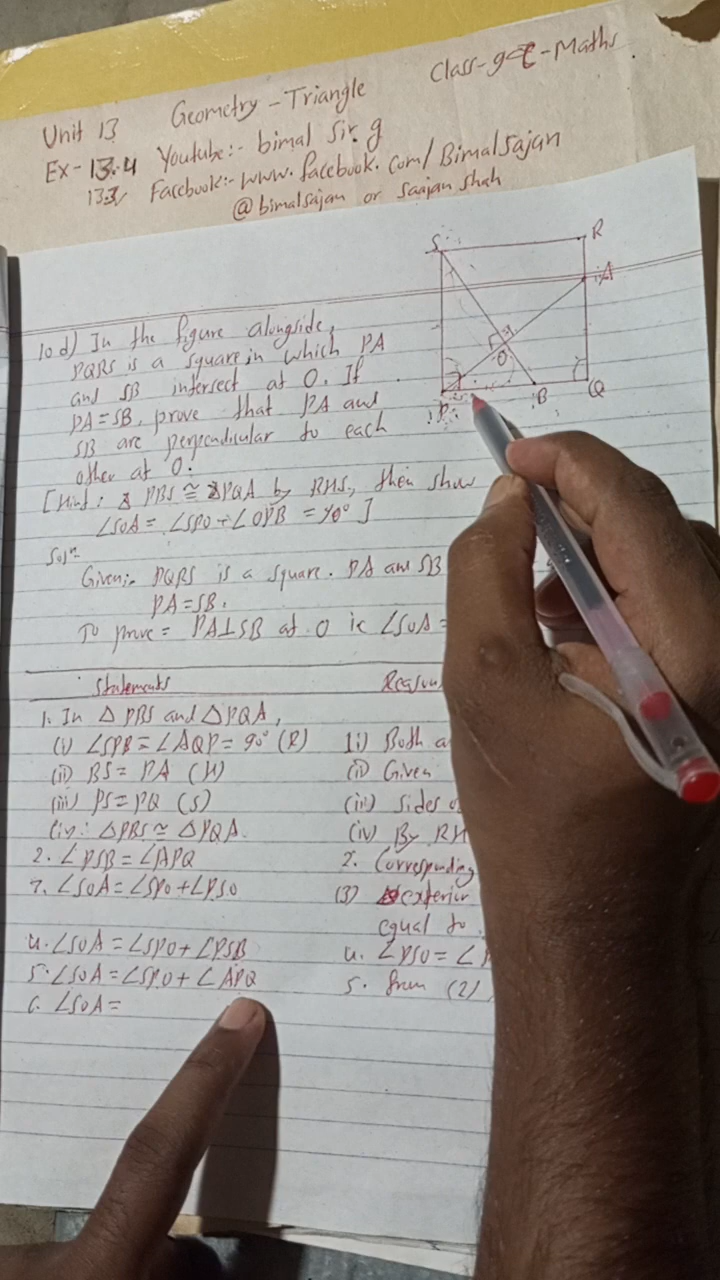 Unit 13 Geometry - Triangle Class-9 - Maths
Ex - 13.4 Youtube:- bimal sir. g
13.3 Facebook:- www.facebook.com/Bimalsajan
@bimalsajan or Saajan Shah
S R
A
O
P B Q
10 d) In the figure alongside,
PQRS is a square in which PA
and SB intersect at O. If
PA = SB, prove that PA and
SB are perpendicular to each
other at O.
[Hint: Δ PBS ≅ ΔPQA by RHS, then show
∠SOA = ∠SPO + ∠OPB = 90° ]
Solⁿ
Given:- PQRS is a square. PA and SB
PA = SB.
To prove = PA⊥SB at O ie ∠SOA =
Statements Reason
1. In Δ PBS and ΔPQA,
(i) ∠SPB = ∠AQP = 90° (R) 1.i) Both a
(ii) BS = PA (H) (ii) Given
(iii) PS = PQ (S) (iii) Sides o
(iv) ∴ ΔPBS ≅ ΔPQA. (iv) By RH
2. ∠PSB = ∠APQ 2. Corresponding
3. ∠SOA = ∠SPO + ∠PSO (3) exterior
equal to
4. ∠SOA = ∠SPO + ∠PSB 4. ∠PSO = ∠P
5. ∠SOA = ∠SPO + ∠APQ 5. from (2)
6. ∠SOA =